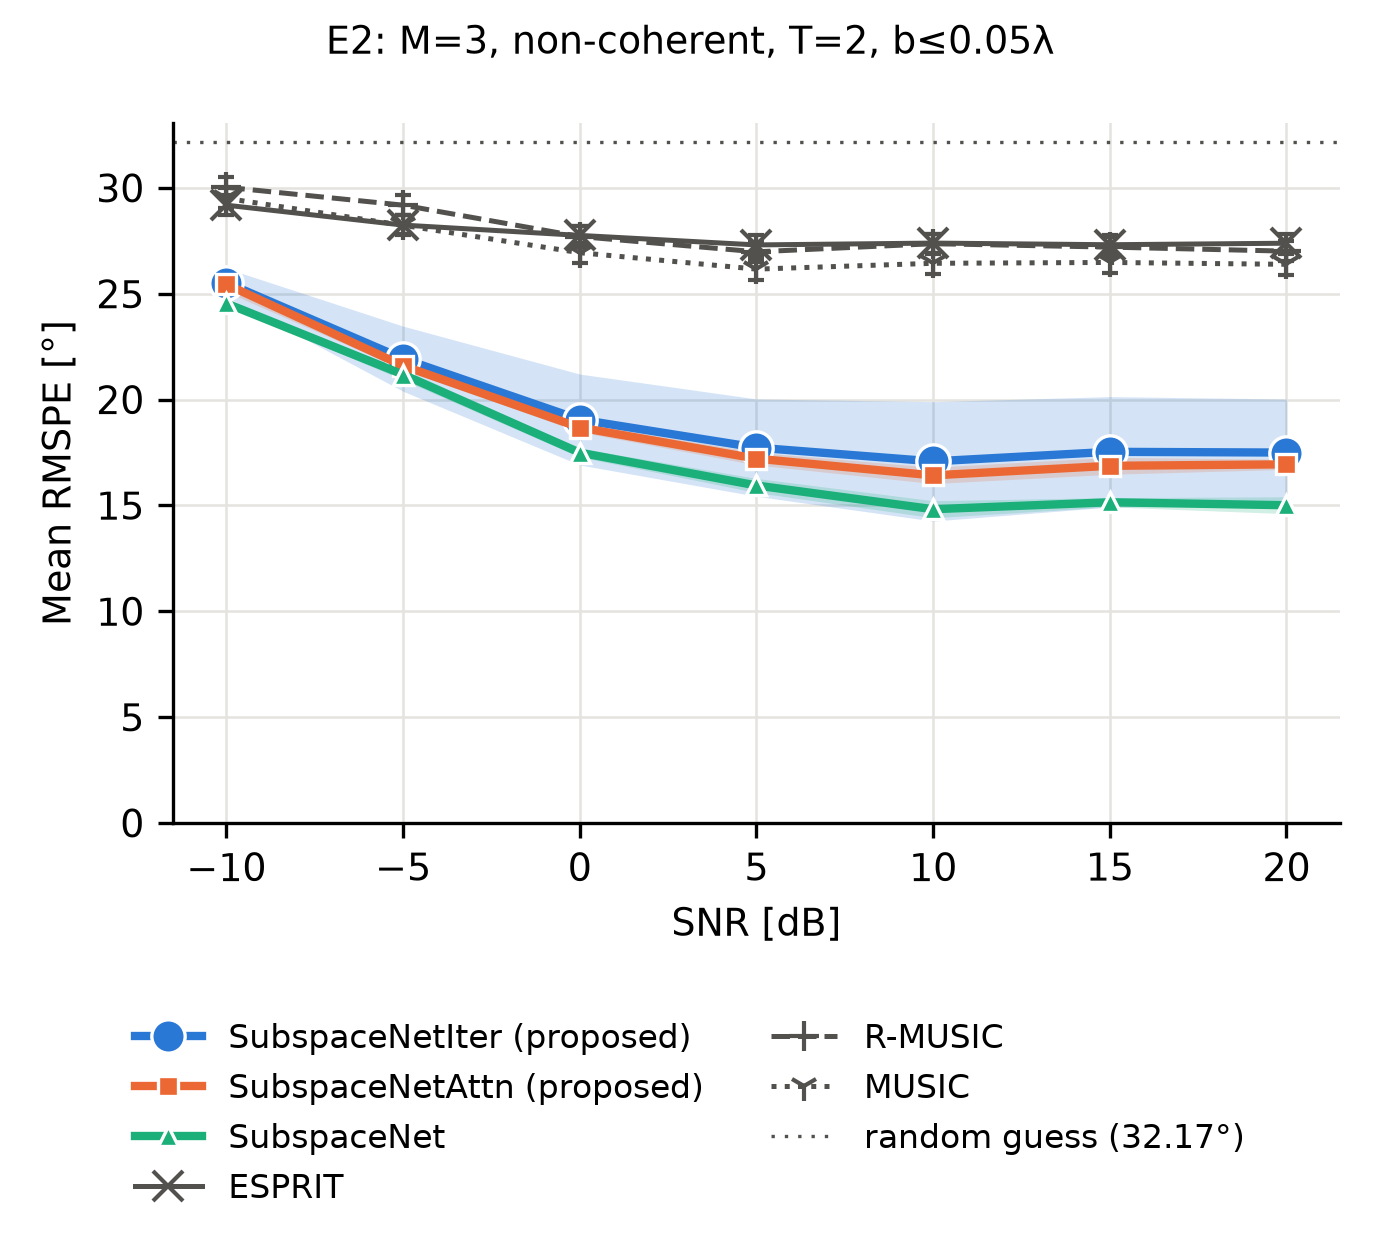 E2: M=3, non-coherent, T=2, b≤0.05λ
Mean RMSPE [°]
30
25
20
15
10
5
0
−10 −5 0 5 10 15 20
SNR [dB]
SubspaceNetIter (proposed)
SubspaceNetAttn (proposed)
SubspaceNet
ESPRIT
R-MUSIC
MUSIC
random guess (32.17°)